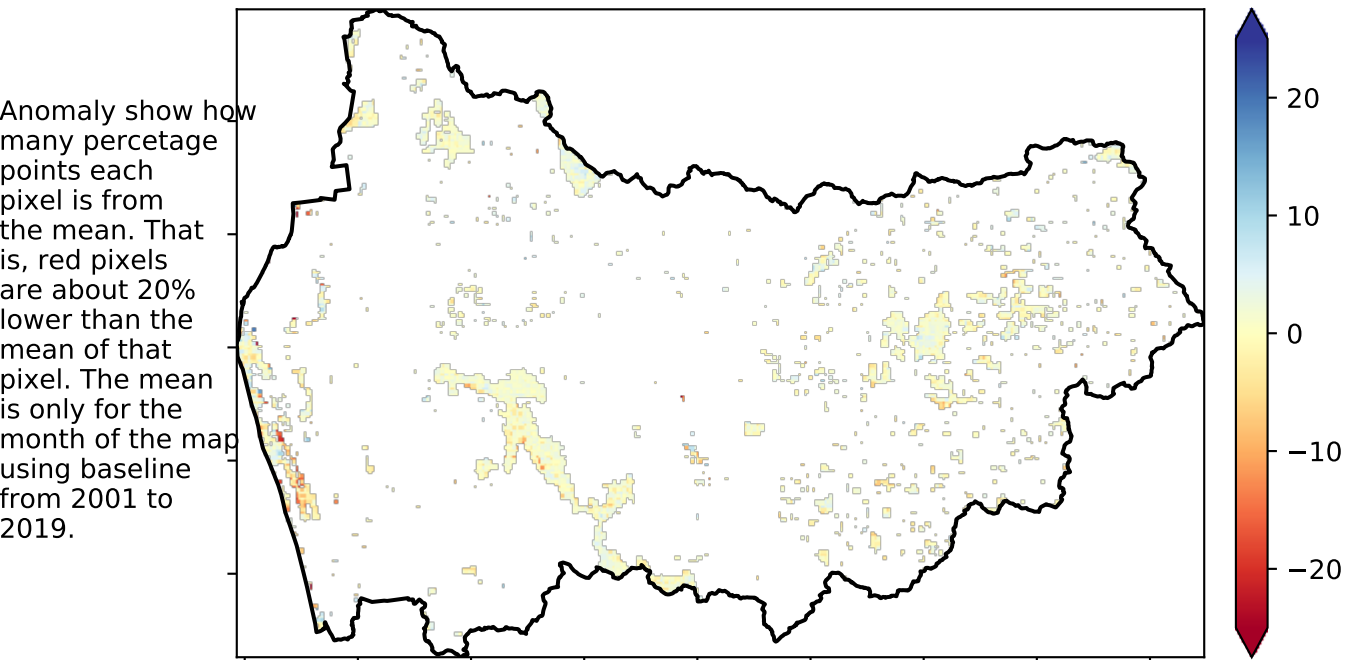 Anomaly show how
many percetage
points each
pixel is from
the mean. That
is, red pixels
are about 20%
lower than the
mean of that
pixel. The mean
is only for the
month of the map
using baseline
from 2001 to
2019.
20
10
0
−10
−20